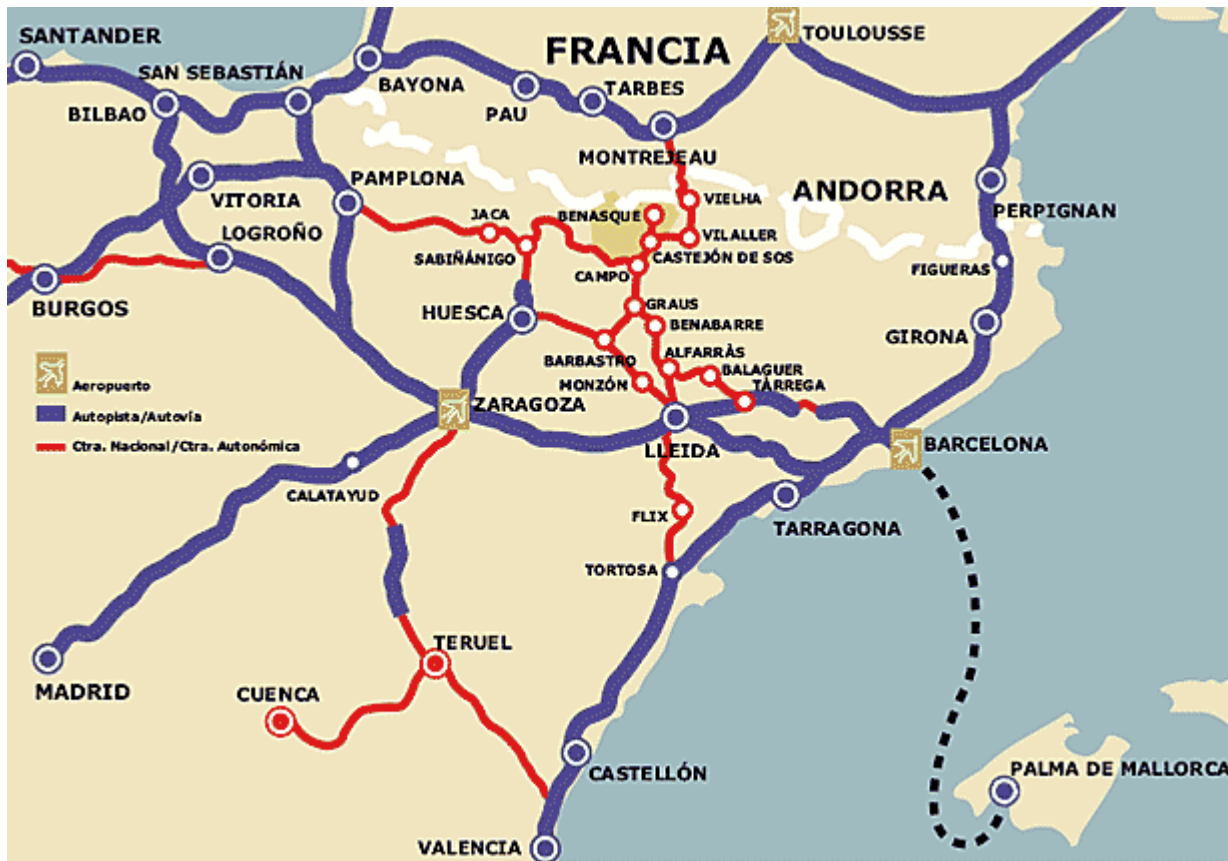 SANTANDER
FRANCIA
TOULOUSSE
SAN SEBASTIÁN
BAYONA
TARBES
BILBAO
PAU
MONTREJEAU
VITORIA
PAMPLONA
ANDORRA
VIELHA
BENASQUE
PERPIGNAN
LOGROÑO
JACA
VILALLER
SABIÑÁNIGO
CASTEJÓN DE SOS
CAMPO
FIGUERAS
BURGOS
HUESCA
GRAUS
BENABARRE
GIRONA
BARBASTRO
ALFARRÀS
BALAGUER
MONZÓN
TÀRREGA
Aeropuerto
ZARAGOZA
Autopista/Autovía
LLEIDA
BARCELONA
Ctra. Nacional/Ctra. Autonómica
CALATAYUD
FLIX
TARRAGONA
TORTOSA
TERUEL
MADRID
CUENCA
CASTELLÓN
PALMA DE MALLORCA
VALENCIA